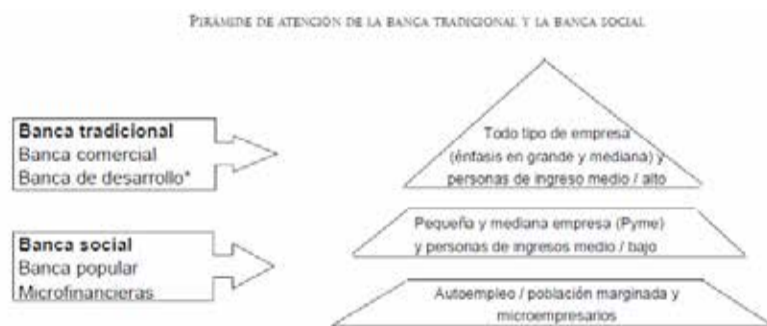 PIRÁMIDE DE ATENCIÓN DE LA BANCA TRADICIONAL Y LA BANCA SOCIAL
Banca tradicional
Banca comercial
Banca de desarrollo*
Todo tipo de empresa
(énfasis en grande y mediana) y
personas de ingreso medio / alto
Banca social
Banca popular
Microfinancieras
Pequeña y mediana empresa (Pyme)
y personas de ingresos medio / bajo
Autoempleo / población marginada y
microempresarios